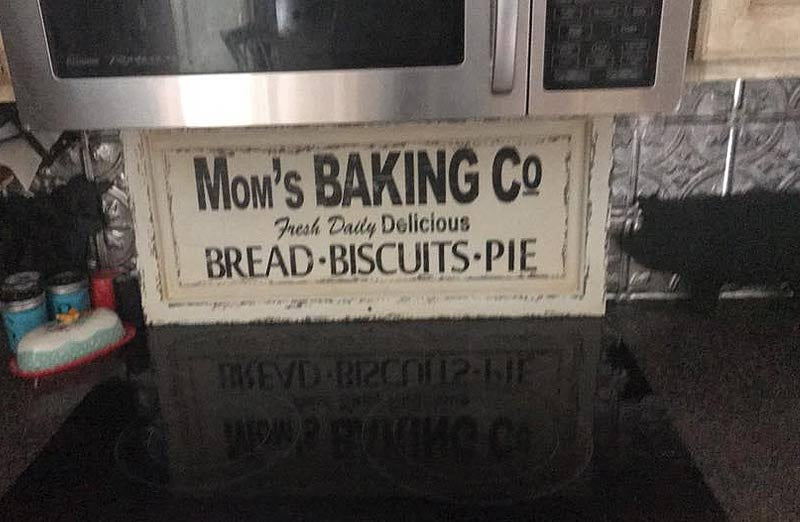 Mom's BAKING Co
Fresh Daily Delicious
BREAD·BISCUITS·PIE